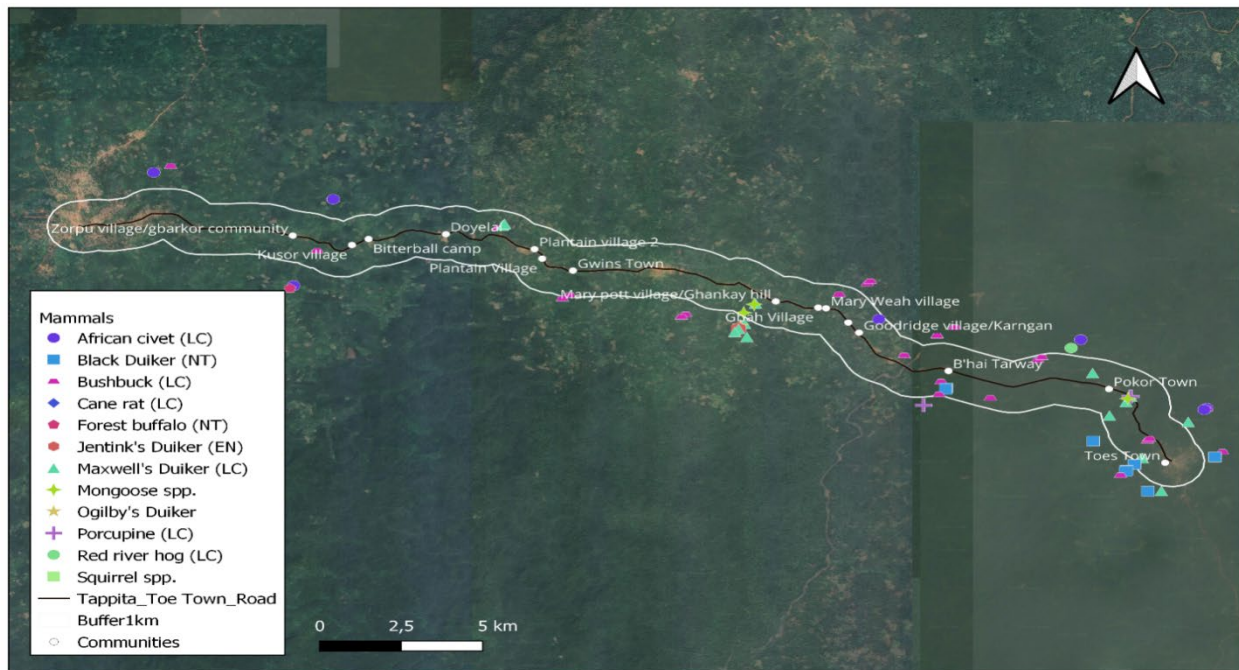 Zorpu village/gbarkor community
Kusor village
Bitterball camp
Doyela
Plantain village 2
Plantain Village
Gwins Town
Mary pott village/Ghankay hill
Mary Weah village
Guah Village
Goodridge village/Karngan
B'hai Tarway
Pokor Town
Toes Town
Mammals
African civet (LC)
Black Duiker (NT)
Bushbuck (LC)
Cane rat (LC)
Forest buffalo (NT)
Jentink's Duiker (EN)
Maxwell's Duiker (LC)
Mongoose spp.
Ogilby's Duiker
Porcupine (LC)
Red river hog (LC)
Squirrel spp.
Tappita_Toe Town_Road
Buffer1km
Communities
0 2,5 5 km